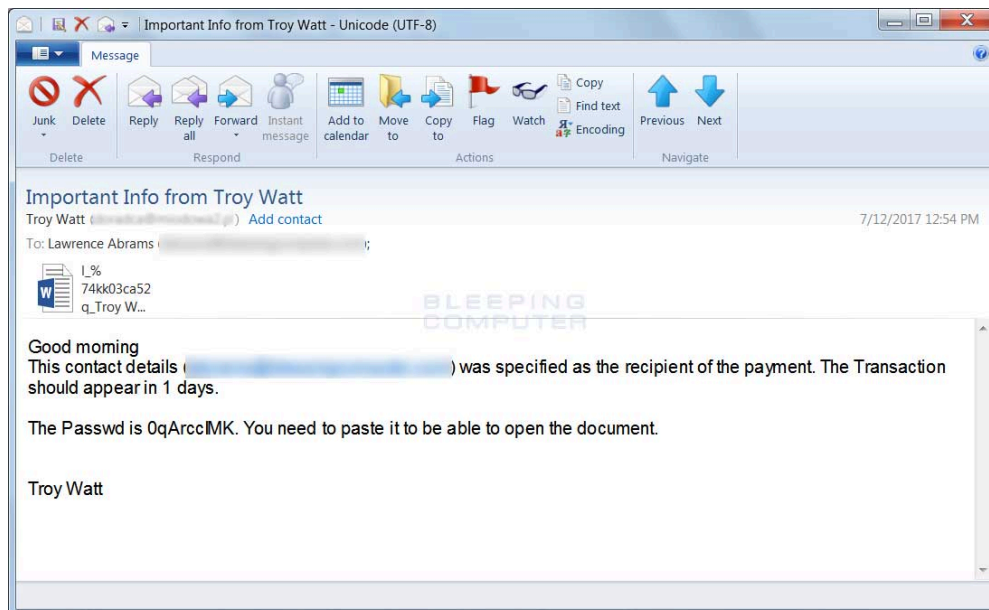 Important Info from Troy Watt - Unicode (UTF-8)
Message
Junk
Delete
Reply
Reply all
Forward
Instant message
Add to calendar
Move to
Copy to
Flag
Watch
Copy
Find text
Encoding
Previous
Next
Delete
Respond
Actions
Navigate
Important Info from Troy Watt
Troy Watt ( ) Add contact
7/12/2017 12:54 PM
To: Lawrence Abrams ( );
I_%
74kk03ca52
q_Troy W...
BLEEPING
COMPUTER
Good morning
This contact details ( ) was specified as the recipient of the payment. The Transaction
should appear in 1 days.
The Passwd is 0qArccIMK. You need to paste it to be able to open the document.
Troy Watt